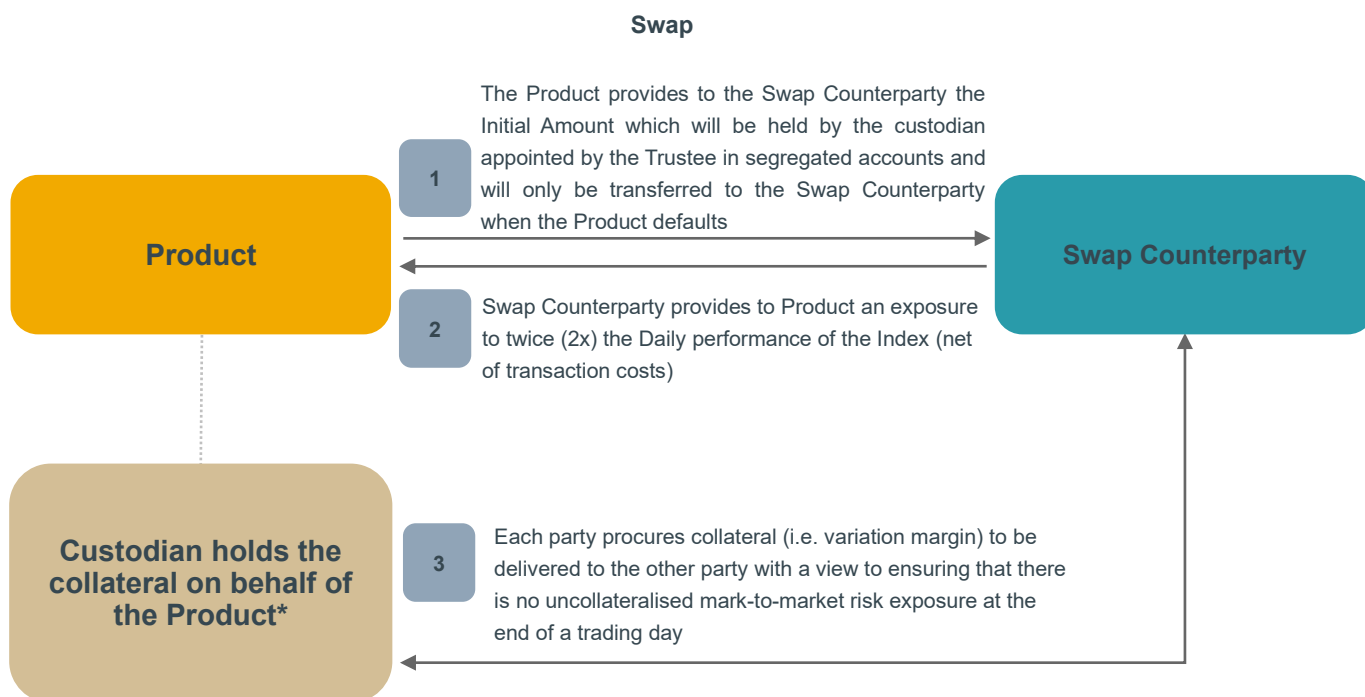 Swap
The Product provides to the Swap Counterparty the
Initial Amount which will be held by the custodian
appointed by the Trustee in segregated accounts and
will only be transferred to the Swap Counterparty
when the Product defaults
1
Product
Swap Counterparty
2
Swap Counterparty provides to Product an exposure
to twice (2x) the Daily performance of the Index (net
of transaction costs)
Custodian holds the
collateral on behalf of
the Product*
3
Each party procures collateral (i.e. variation margin) to be
delivered to the other party with a view to ensuring that there
is no uncollateralised mark-to-market risk exposure at the
end of a trading day